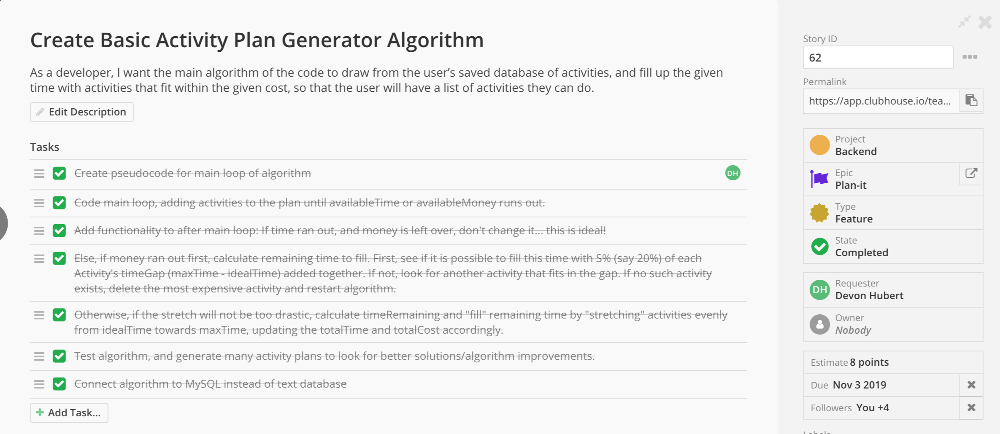 Create Basic Activity Plan Generator Algorithm
As a developer, I want the main algorithm of the code to draw from the user’s saved database of activities, and fill up the given
time with activities that fit within the given cost, so that the user will have a list of activities they can do.
Edit Description
Tasks
Create pseudocode for main loop of algorithm
DH
Code main loop, adding activities to the plan until availableTime or availableMoney runs out.
Add functionality to after main loop: If time ran out, and money is left over, don't change it... this is ideal!
Else, if money ran out first, calculate remaining time to fill. First, see if it is possible to fill this time with S% (say 20%) of each
Activity's timeGap (maxTime - idealTime) added together. If not, look for another activity that fits in the gap. If no such activity
exists, delete the most expensive activity and restart algorithm.
Otherwise, if the stretch will not be too drastic, calculate timeRemaining and "fill" remaining time by "stretching" activities evenly
from idealTime towards maxTime, updating the totalTime and totalCost accordingly.
Test algorithm, and generate many activity plans to look for better solutions/algorithm improvements.
Connect algorithm to MySQL instead of text database
Add Task...
Story ID
62
Permalink
https://app.clubhouse.io/tea...
Project
Backend
Epic
Plan-it
Type
Feature
State
Completed
DH
Requester
Devon Hubert
Owner
Nobody
Estimate 8 points
Due Nov 3 2019
Followers You +4
Labels